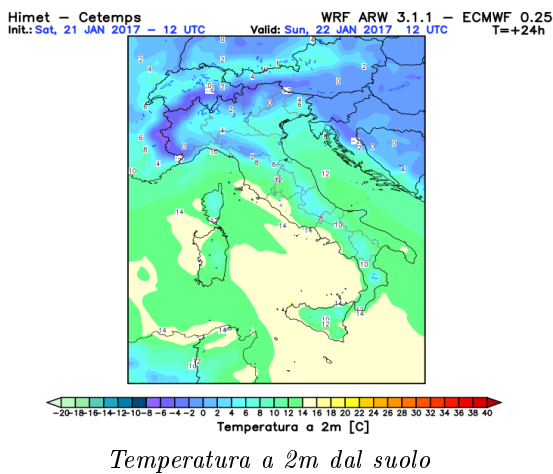 Himet – Cetemps WRF ARW 3.1.1 – ECMWF 0.25
Init.: Sat, 21 JAN 2017 – 12 UTC Valid: Sun, 22 JAN 2017 12 UTC T=+24h
-20-18-16-14-12-10-8 -6 -4 -2 0 2 4 6 8 10 12 14 16 18 20 22 24 26 28 30 32 34 36 38 40
Temperatura a 2m [C]
Temperatura a 2m dal suolo